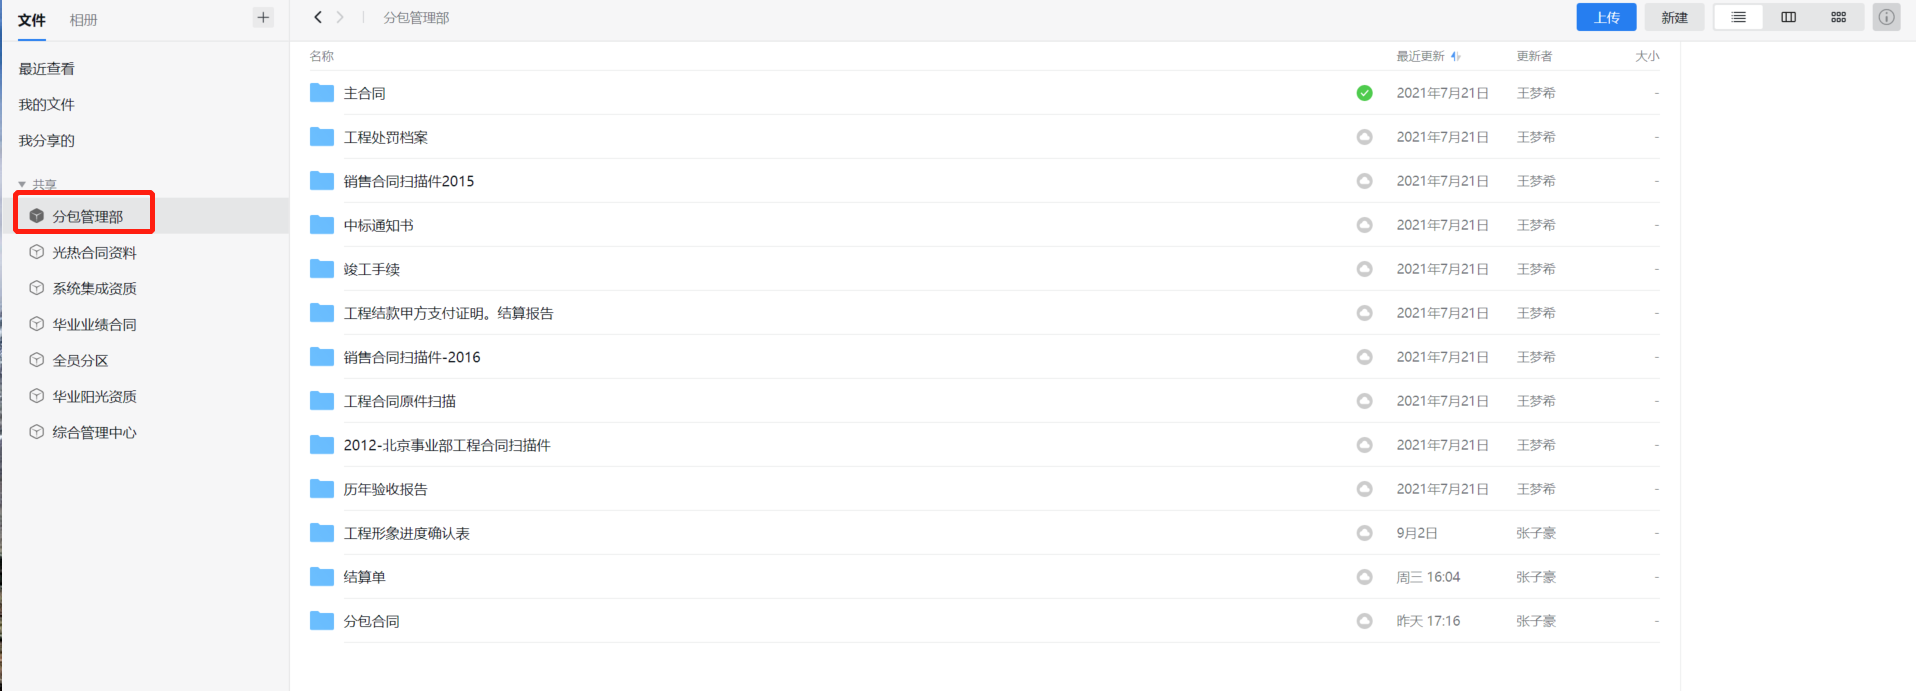 文件 相册
最近查看
我的文件
我分享的
共享
分包管理部
光热合同资料
系统集成资质
华业业绩合同
全员分区
华业阳光资质
综合管理中心
分包管理部 上传 新建
名称 最近更新 更新者 大小
主合同 2021年7月21日 王梦希 -
工程处罚档案 2021年7月21日 王梦希 -
销售合同扫描件2015 2021年7月21日 王梦希 -
中标通知书 2021年7月21日 王梦希 -
竣工手续 2021年7月21日 王梦希 -
工程结款甲方支付证明。结算报告 2021年7月21日 王梦希 -
销售合同扫描件-2016 2021年7月21日 王梦希 -
工程合同原件扫描 2021年7月21日 王梦希 -
2012-北京事业部工程合同扫描件 2021年7月21日 王梦希 -
历年验收报告 2021年7月21日 王梦希 -
工程形象进度确认表 9月2日 张子豪 -
结算单 周三 16:04 张子豪 -
分包合同 昨天 17:16 张子豪 -